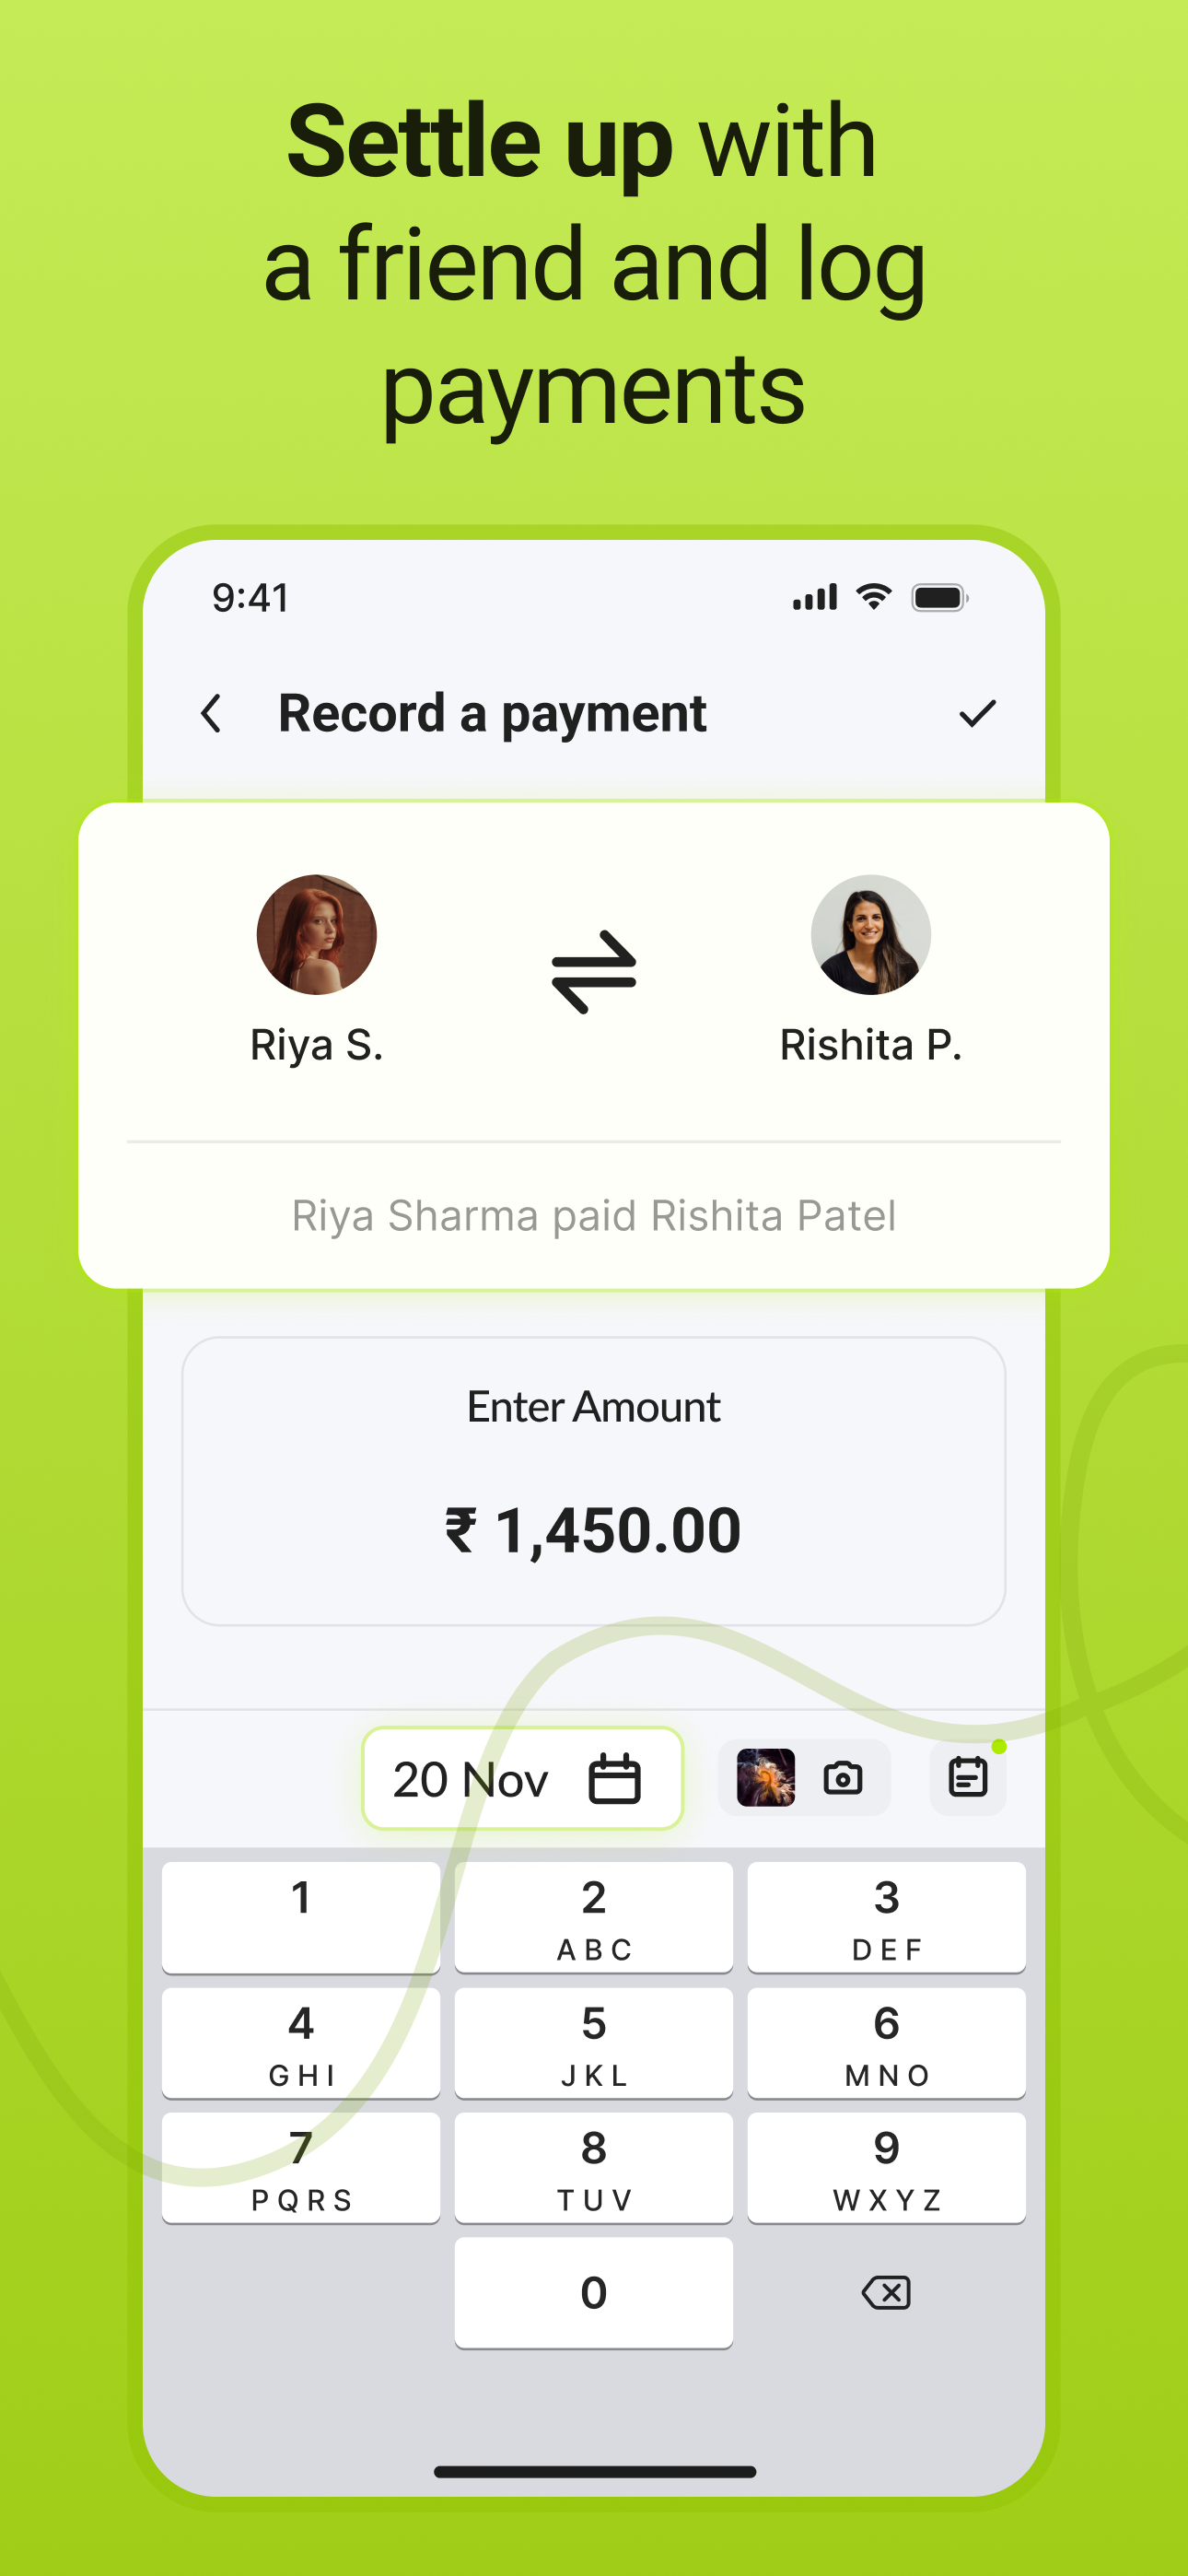 Settle up with
a friend and log
payments
9:41
Record a payment
Riya S.
Rishita P.
Riya Sharma paid Rishita Patel
Enter Amount
₹ 1,450.00
20 Nov
1
2
3
ABC
DEF
4
5
6
GHI
JKL
MNO
7
8
9
PQRS
TUV
WXYZ
0